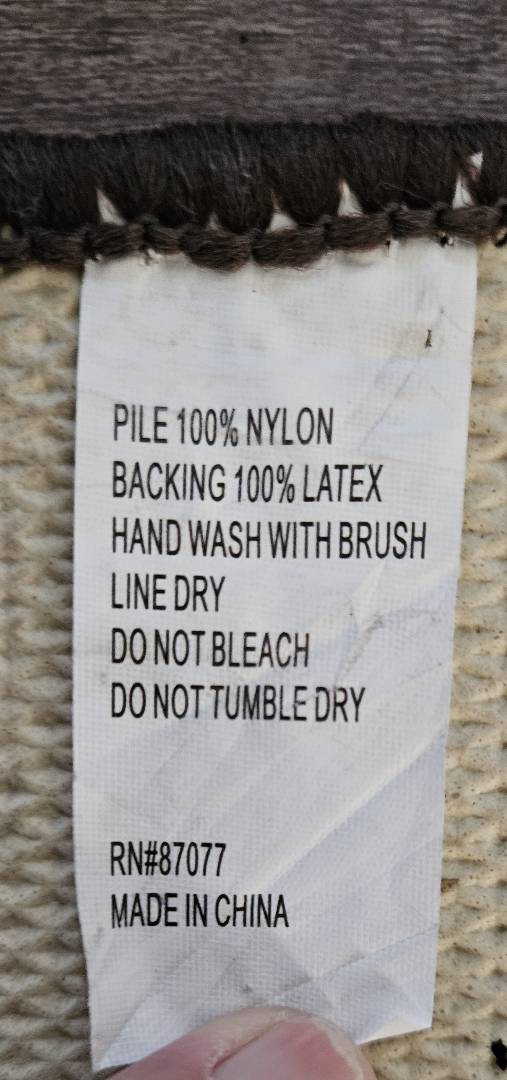 PILE 100% NYLON
BACKING 100% LATEX
HAND WASH WITH BRUSH
LINE DRY
DO NOT BLEACH
DO NOT TUMBLE DRY
RN#87077
MADE IN CHINA